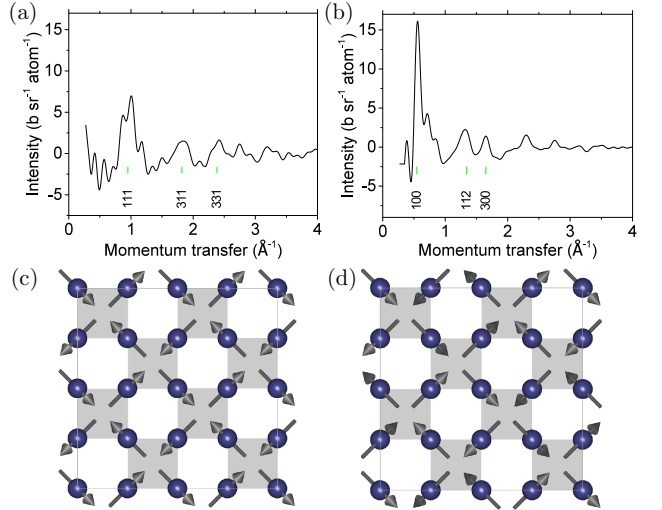 (a)
Intensity (b sr⁻¹ atom⁻¹)
15
10
5
0
-5
111
311
331
0 1 2 3 4
Momentum transfer (Å⁻¹)
(b)
Intensity (b sr⁻¹ atom⁻¹)
15
10
5
0
-5
100
112
300
0 1 2 3 4
Momentum transfer (Å⁻¹)
(c)
(d)